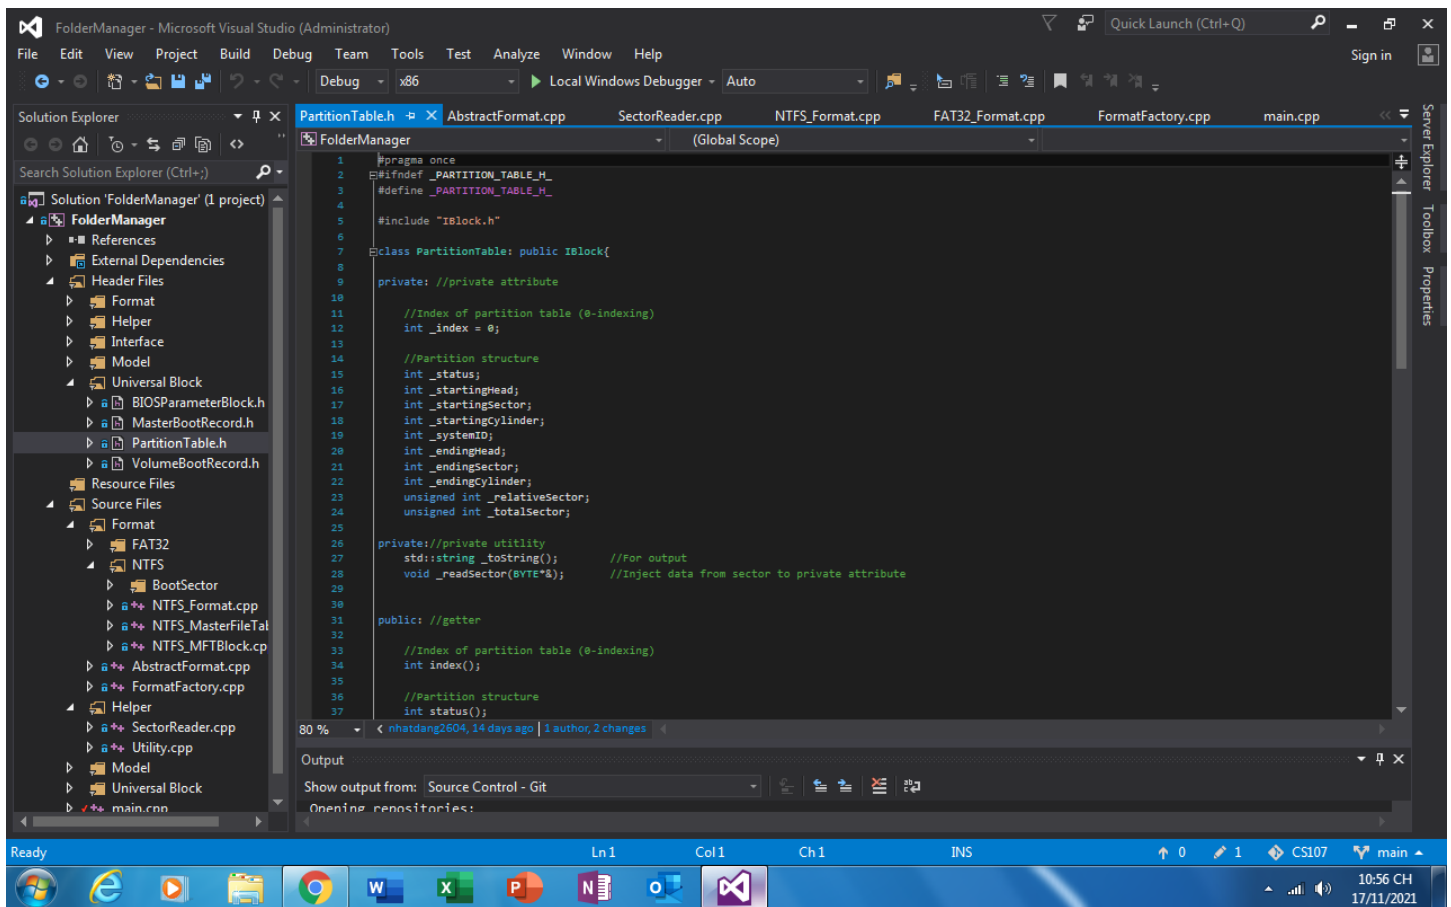 FolderManager - Microsoft Visual Studio (Administrator)
Quick Launch (Ctrl+Q)
File Edit View Project Build Debug Team Tools Test Analyze Window Help
Sign in
Debug x86 Local Windows Debugger Auto
Solution Explorer
Search Solution Explorer (Ctrl+;)
Solution 'FolderManager' (1 project)
FolderManager
References
External Dependencies
Header Files
Format
Helper
Interface
Model
Universal Block
BIOSParameterBlock.h
MasterBootRecord.h
PartitionTable.h
VolumeBootRecord.h
Resource Files
Source Files
Format
FAT32
NTFS
BootSector
NTFS_Format.cpp
NTFS_MasterFileTal
NTFS_MFTBlock.cp
AbstractFormat.cpp
FormatFactory.cpp
Helper
SectorReader.cpp
Utility.cpp
Model
Universal Block
main.cpp
PartitionTable.h AbstractFormat.cpp SectorReader.cpp NTFS_Format.cpp FAT32_Format.cpp FormatFactory.cpp main.cpp
FolderManager (Global Scope)
1 #pragma once
2 #ifndef _PARTITION_TABLE_H_
3 #define _PARTITION_TABLE_H_
4
5 #include "IBlock.h"
6
7 class PartitionTable: public IBlock{
8
9 private: //private attribute
10
11 //Index of partition table (0-indexing)
12 int _index = 0;
13
14 //Partition structure
15 int _status;
16 int _startingHead;
17 int _startingSector;
18 int _startingCylinder;
19 int _systemID;
20 int _endingHead;
21 int _endingSector;
22 int _endingCylinder;
23 unsigned int _relativeSector;
24 unsigned int _totalSector;
25
26 private://private utitlity
27 std::string _toString(); //For output
28 void _readSector(BYTE*&); //Inject data from sector to private attribute
29
30
31 public: //getter
32
33 //Index of partition table (0-indexing)
34 int index();
35
36 //Partition structure
37 int status();
80 % nhatdang2604, 14 days ago | 1 author, 2 changes
Output
Show output from: Source Control - Git
Opening repositories:
Server Explorer
Toolbox
Properties
Ready Ln 1 Col 1 Ch 1 INS 0 1 CS107 main
10:56 CH
17/11/2021